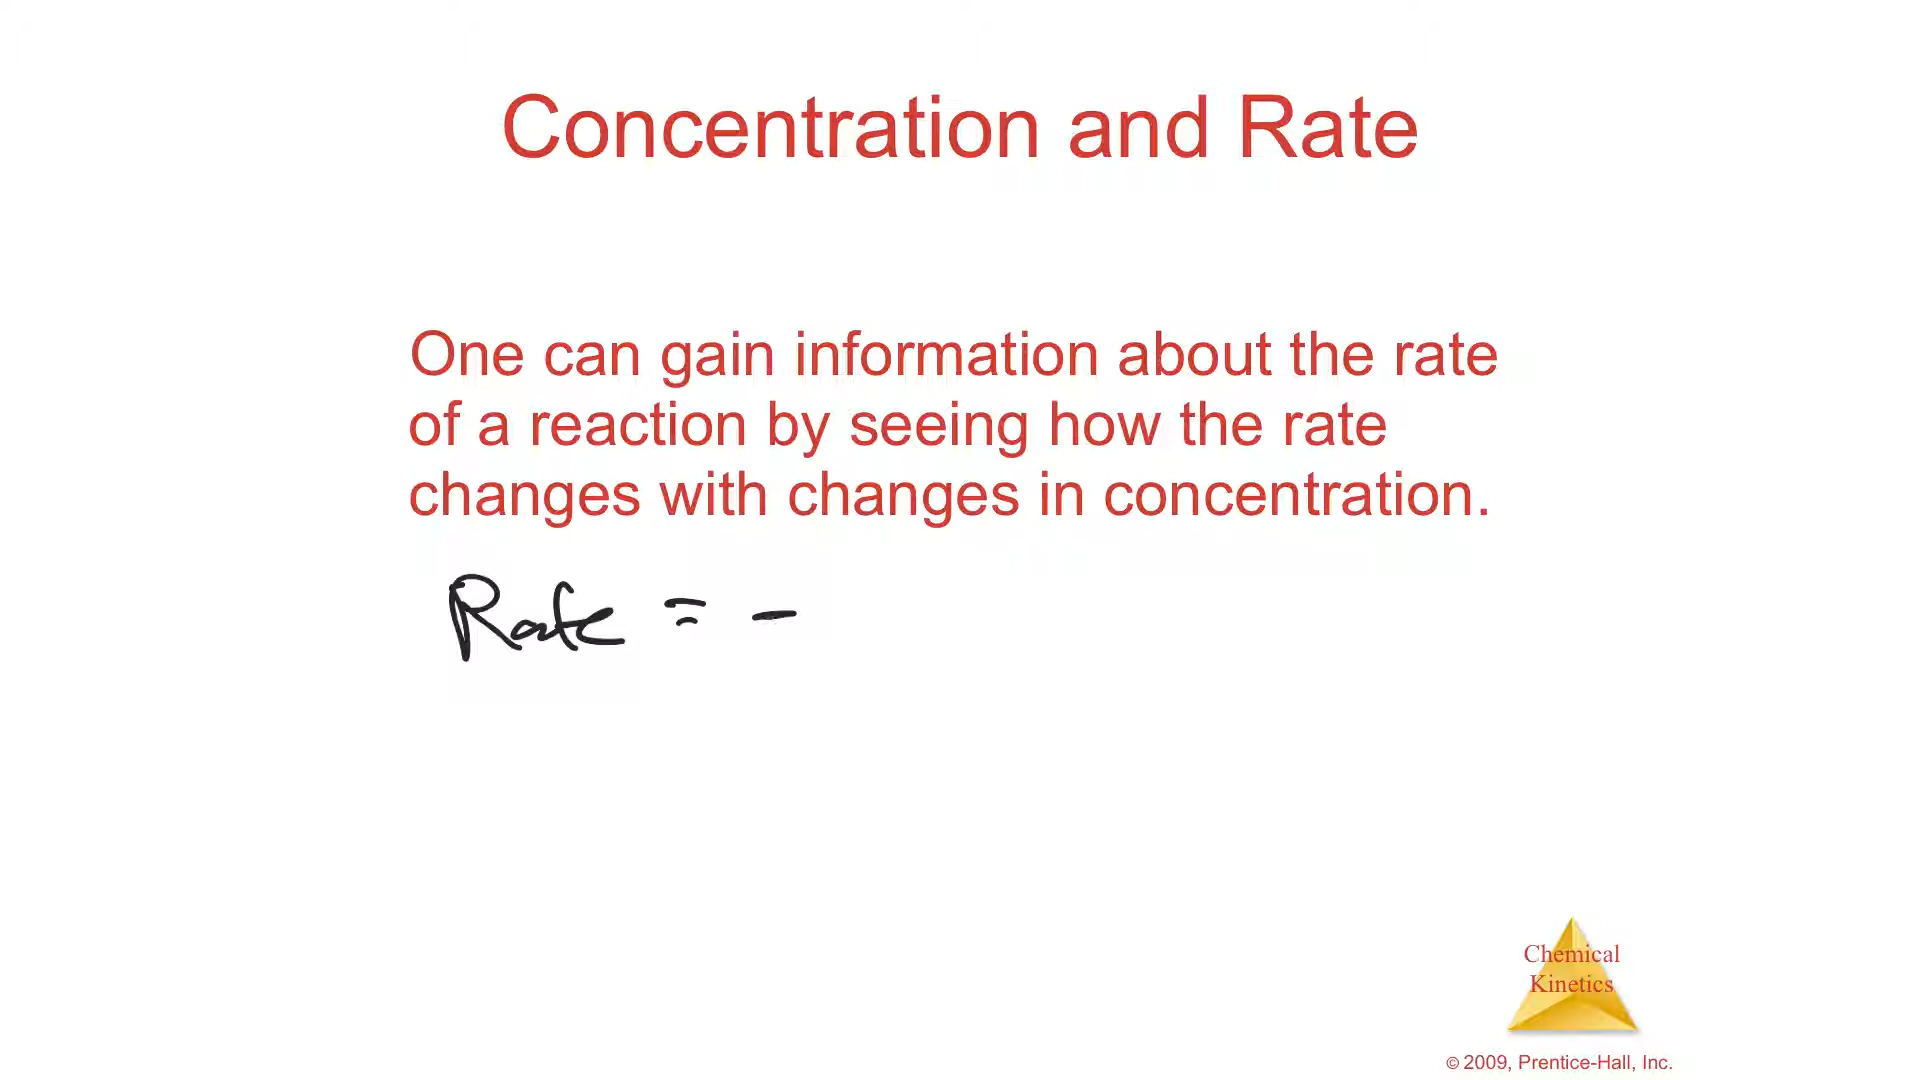 Concentration and Rate
One can gain information about the rate
of a reaction by seeing how the rate
changes with changes in concentration.
Rate = -
Chemical
Kinetics
© 2009, Prentice-Hall, Inc.